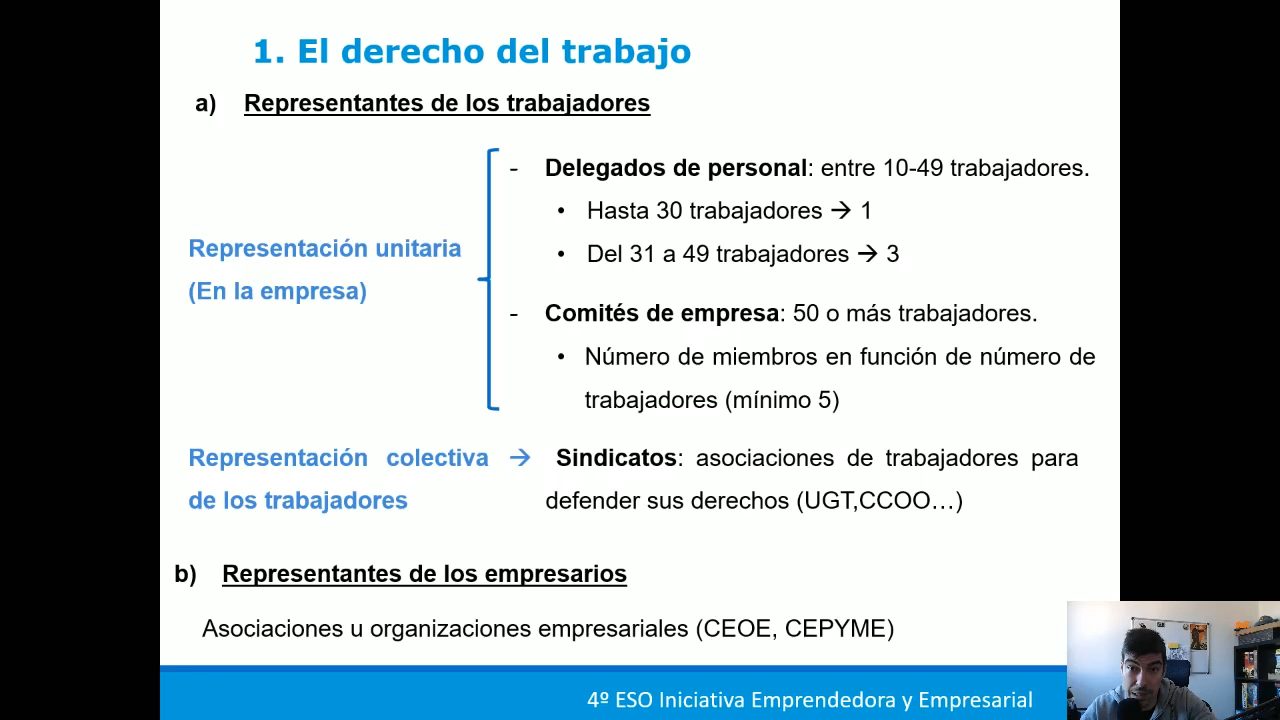 1. El derecho del trabajo
a) Representantes de los trabajadores
Representación unitaria
(En la empresa)
- Delegados de personal: entre 10-49 trabajadores.
• Hasta 30 trabajadores → 1
• Del 31 a 49 trabajadores → 3
- Comités de empresa: 50 o más trabajadores.
• Número de miembros en función de número de
trabajadores (mínimo 5)
Representación colectiva →
de los trabajadores
Sindicatos: asociaciones de trabajadores para
defender sus derechos (UGT,CCOO…)
b) Representantes de los empresarios
Asociaciones u organizaciones empresariales (CEOE, CEPYME)
4º ESO Iniciativa Emprendedora y Empresarial